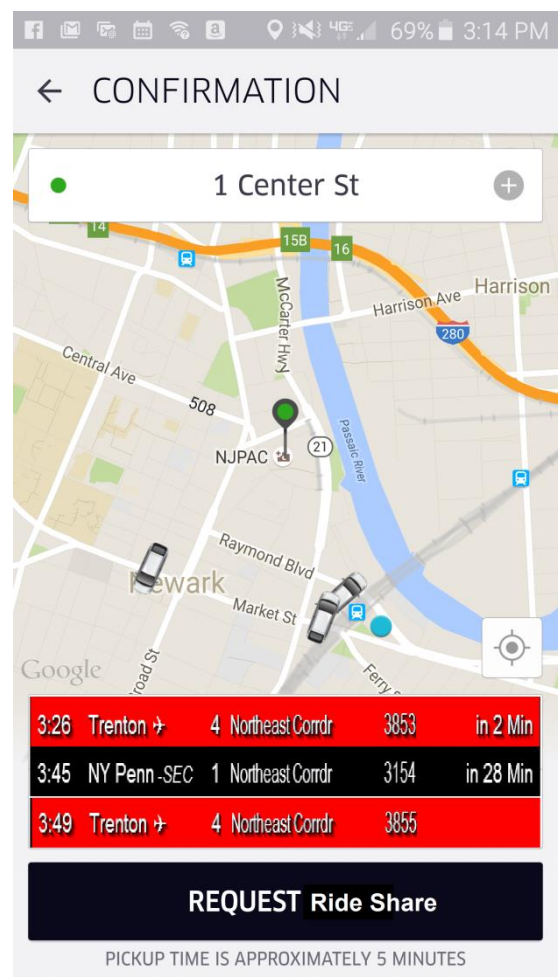 69% 3:14 PM
CONFIRMATION
1 Center St
14
15B
16
McCarter Hwy
Harrison Ave
Harrison
280
Central Ave
508
NJPAC
21
Passaic River
Raymond Blvd
Newark
Market St
Ferry S
Google
road St
3:26 Trenton ✈ 4 Northeast Corrdr 3853 in 2 Min
3:45 NY Penn -SEC 1 Northeast Corrdr 3154 in 28 Min
3:49 Trenton ✈ 4 Northeast Corrdr 3855
REQUEST Ride Share
PICKUP TIME IS APPROXIMATELY 5 MINUTES